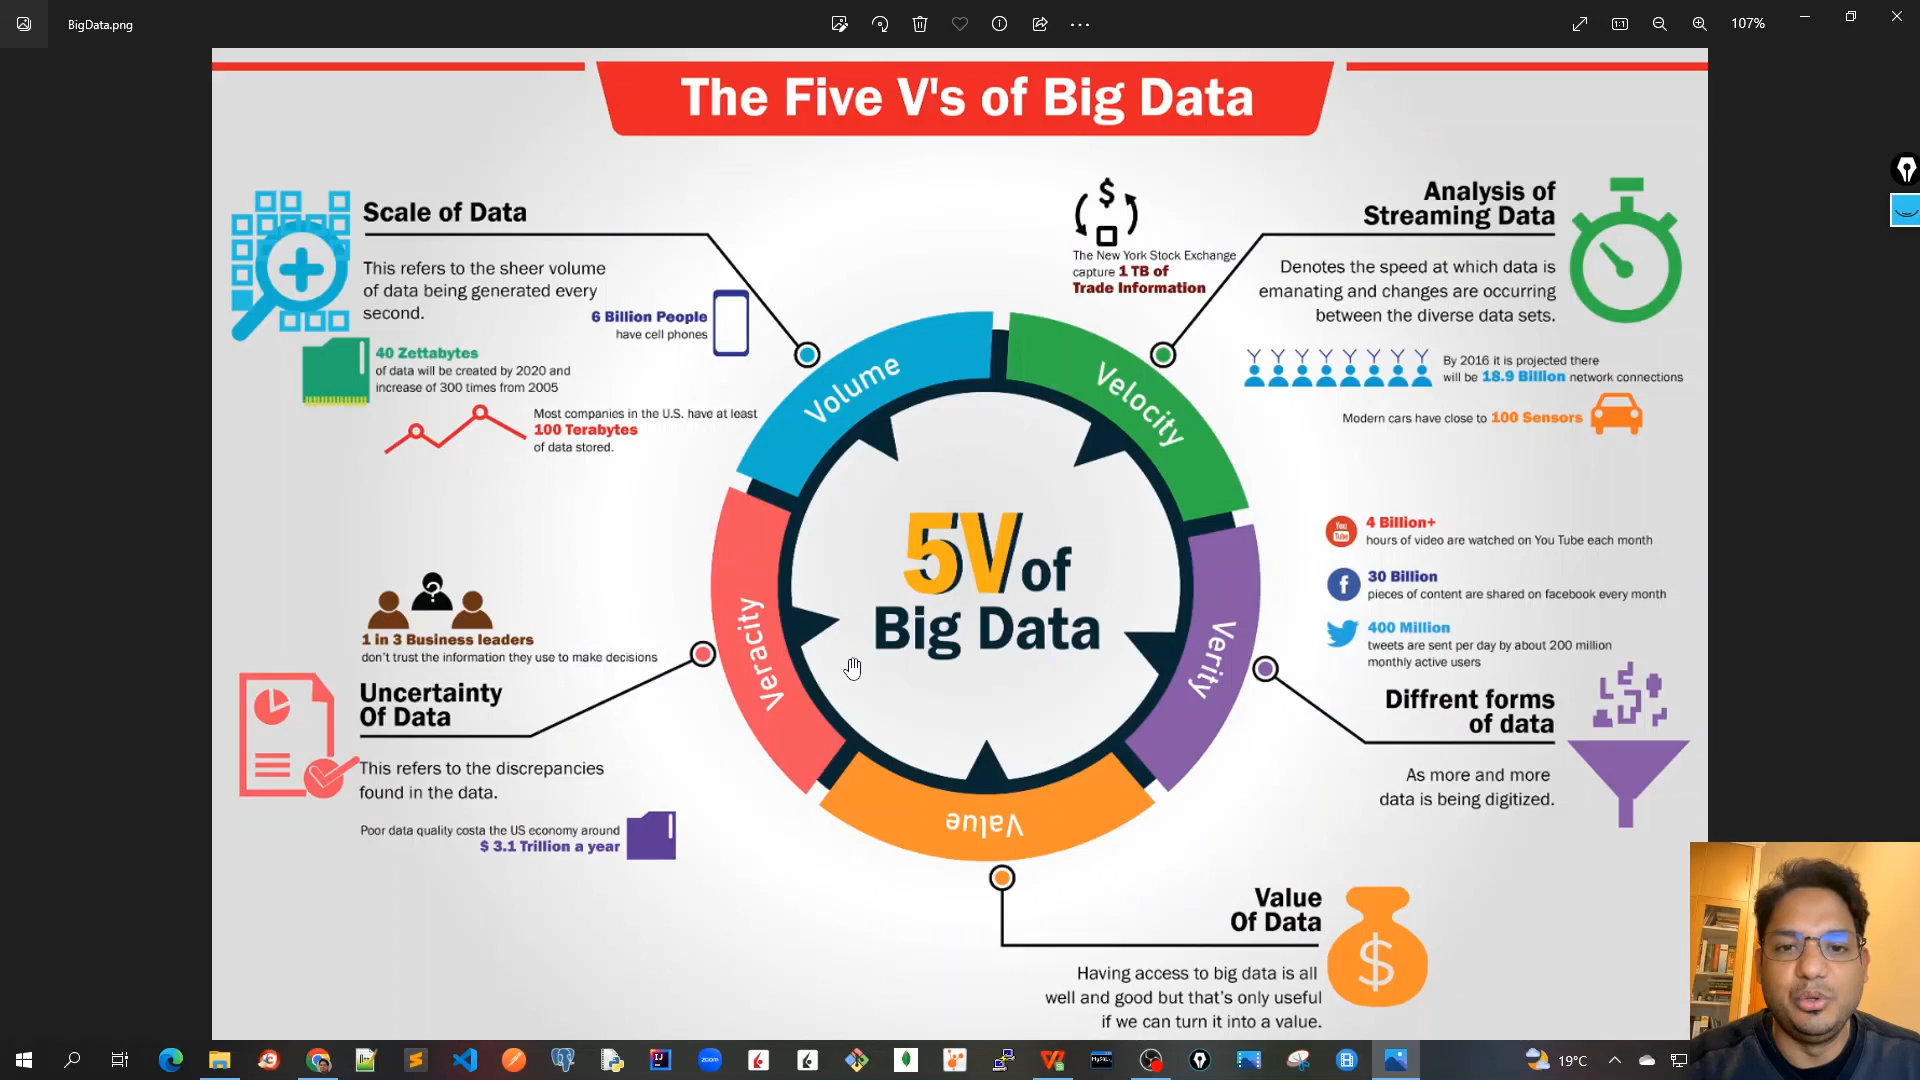 BigData.png
107%
The Five V's of Big Data
Scale of Data
This refers to the sheer volume
of data being generated every
second.
6 Billion People
have cell phones
40 Zettabytes
of data will be created by 2020 and
increase of 300 times from 2005
Most companies in the U.S. have at least
100 Terabytes
of data stored.
$
The New York Stock Exchange
capture 1 TB of
Trade Information
Analysis of
Streaming Data
Denotes the speed at which data is
emanating and changes are occurring
between the diverse data sets.
By 2016 it is projected there
will be 18.9 Billion network connections
Modern cars have close to 100 Sensors
Volume
Velocity
Veracity
Verity
Value
5V of
Big Data
You
Tube
4 Billion+
hours of video are watched on You Tube each month
f
30 Billion
pieces of content are shared on facebook every month
400 Million
tweets are sent per day by about 200 million
monthly active users
Diffrent forms
of data
As more and more
data is being digitized.
1 in 3 Business leaders
don't trust the information they use to make decisions
Uncertainty
Of Data
This refers to the discrepancies
found in the data.
Poor data quality costa the US economy around
$ 3.1 Trillion a year
Value
Of Data
Having access to big data is all
well and good but that's only useful
if we can turn it into a value.
$
zoom
19°C